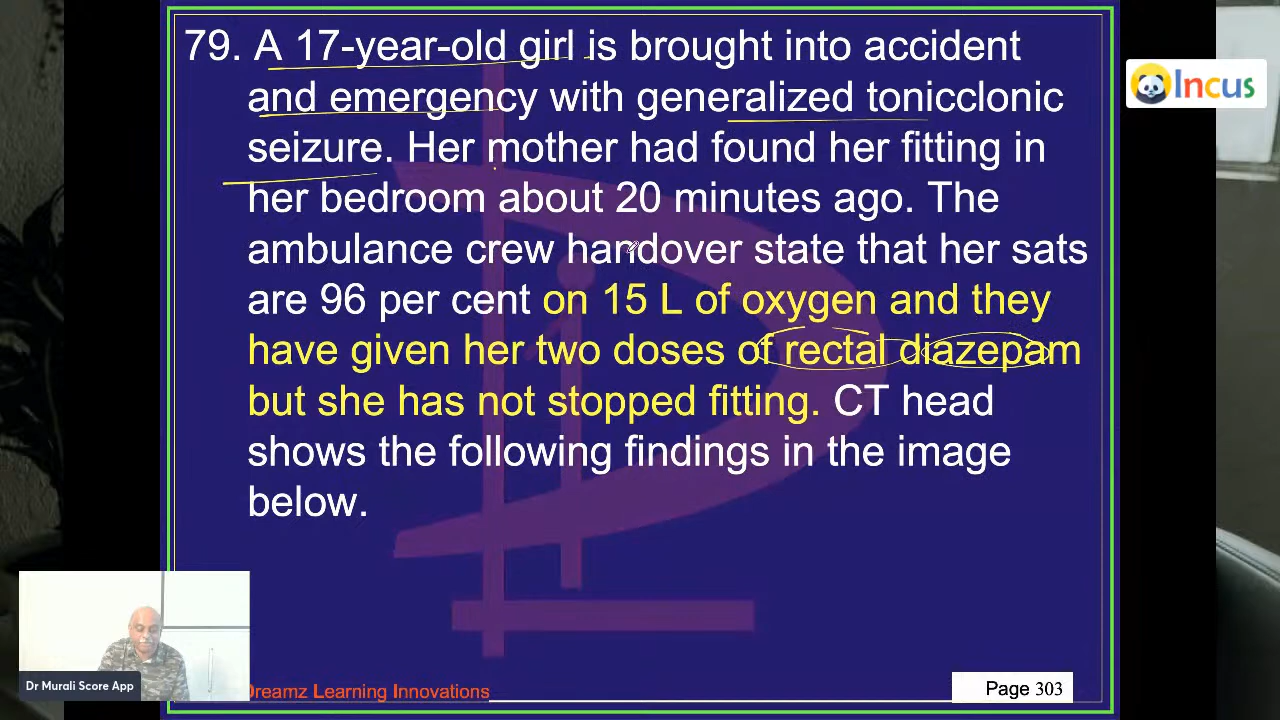 79. A 17-year-old girl is brought into accident
and emergency with generalized tonicclonic
seizure. Her mother had found her fitting in
her bedroom about 20 minutes ago. The
ambulance crew handover state that her sats
are 96 per cent on 15 L of oxygen and they
have given her two doses of rectal diazepam
but she has not stopped fitting. CT head
shows the following findings in the image
below.
Incus
Dr Murali Score App
Dreamz Learning Innovations
Page 303